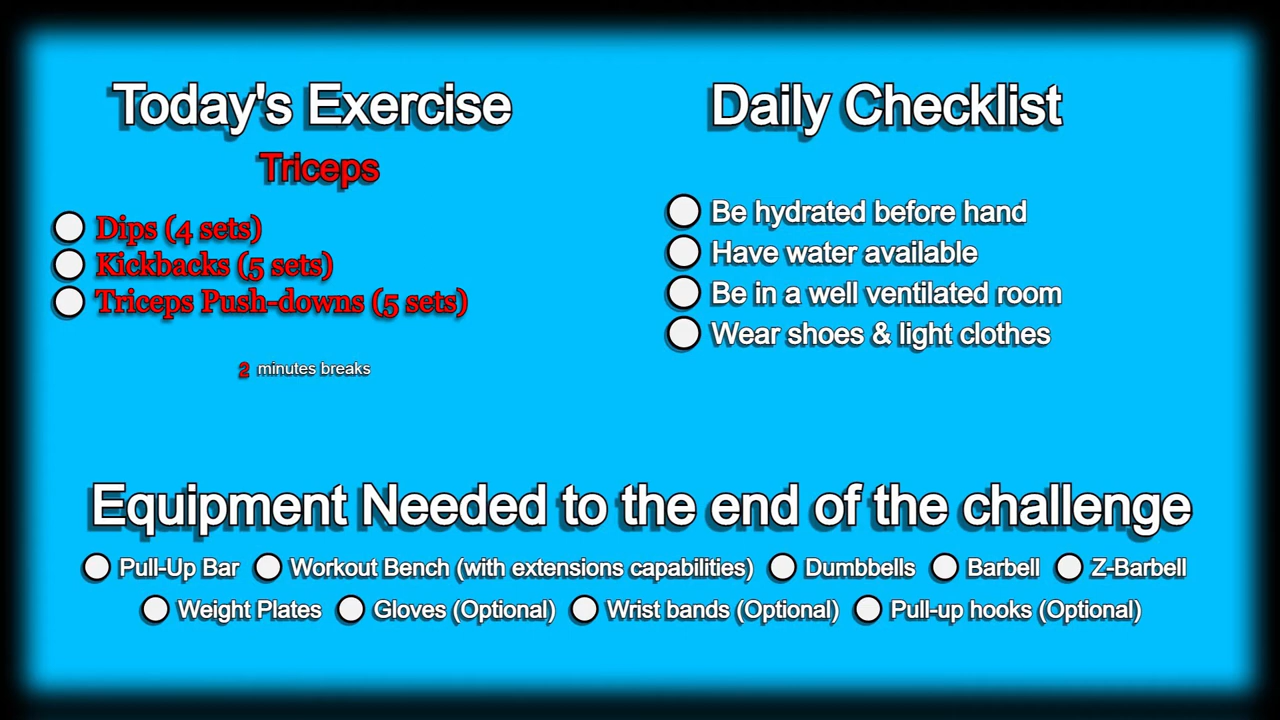 Today's Exercise
Triceps
Dips (4 sets)
Kickbacks (5 sets)
Triceps Push-downs (5 sets)
2 minutes breaks
Daily Checklist
Be hydrated before hand
Have water available
Be in a well ventilated room
Wear shoes & light clothes
Equipment Needed to the end of the challenge
Pull-Up Bar Workout Bench (with extensions capabilities) Dumbbells Barbell Z-Barbell
Weight Plates Gloves (Optional) Wrist bands (Optional) Pull-up hooks (Optional)